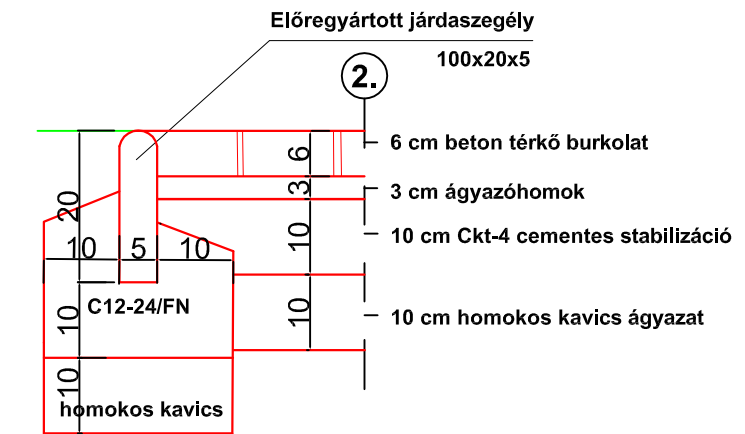 Előregyártott járdaszegély
100x20x5
2.
6 cm beton térkő burkolat
6
3 cm ágyazóhomok
3
20
10 cm Ckt-4 cementes stabilizáció
10
10 5 10
C12-24/FN
10 cm homokos kavics ágyazat
10
10
10
homokos kavics